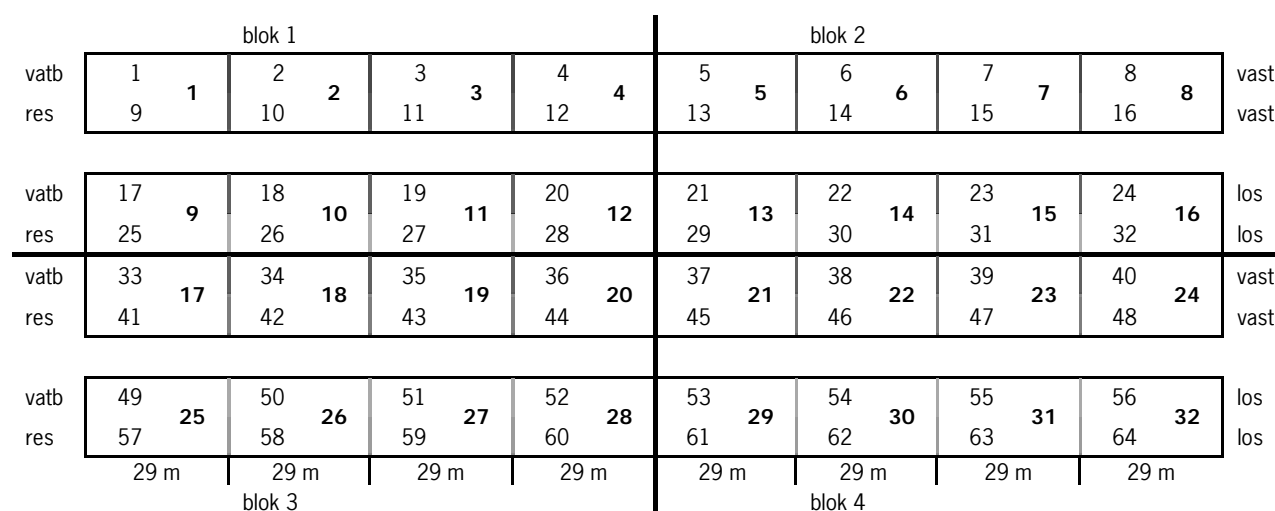 blok 1 blok 2
vatb 1 2 3 4 5 6 7 8 vast
1 2 3 4 5 6 7 8
res 9 10 11 12 13 14 15 16 vast
vatb 17 18 19 20 21 22 23 24 los
9 10 11 12 13 14 15 16
res 25 26 27 28 29 30 31 32 los
vatb 33 34 35 36 37 38 39 40 vast
17 18 19 20 21 22 23 24
res 41 42 43 44 45 46 47 48 vast
vatb 49 50 51 52 53 54 55 56 los
25 26 27 28 29 30 31 32
res 57 58 59 60 61 62 63 64 los
29 m 29 m 29 m 29 m 29 m 29 m 29 m 29 m
blok 3 blok 4